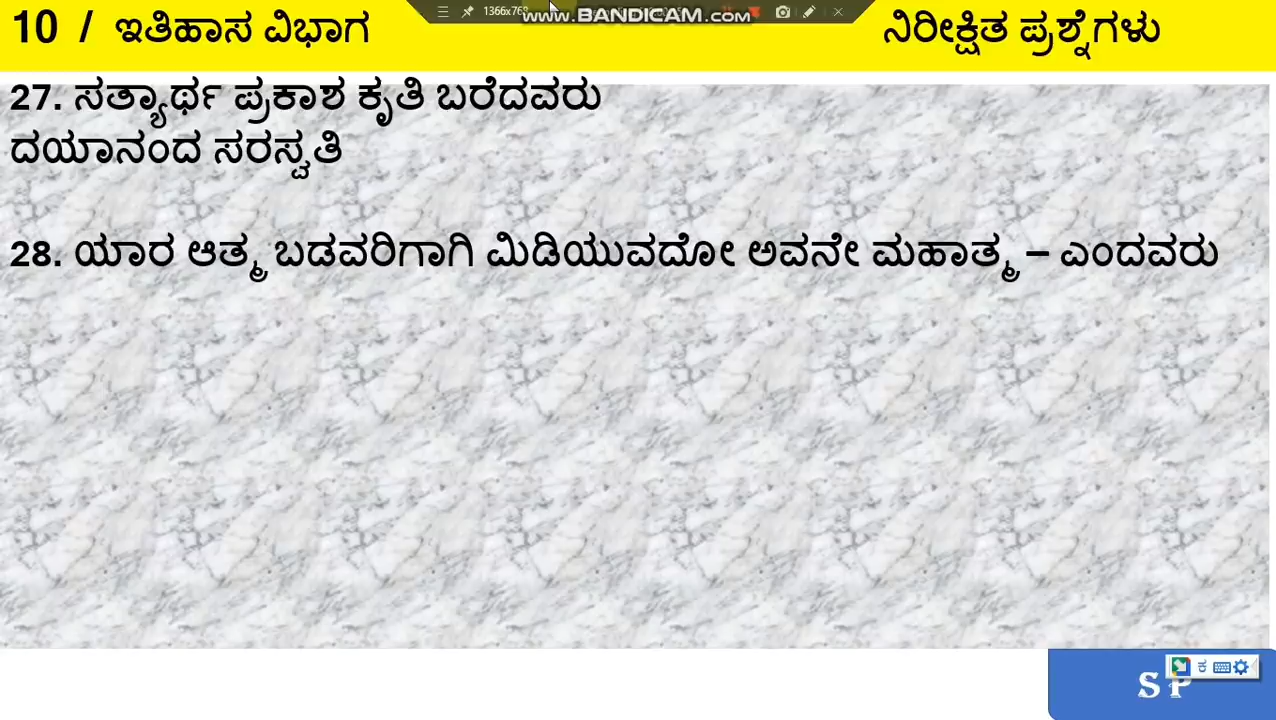 10 / ಇತಿಹಾಸ ವಿಭಾಗ ನಿರೀಕ್ಷಿತ ಪ್ರಶ್ನೆಗಳು
1366x768
www.BANDICAM.com
27. ಸತ್ಯಾರ್ಥ ಪ್ರಕಾಶ ಕೃತಿ ಬರೆದವರು
ದಯಾನಂದ ಸರಸ್ವತಿ
28. ಯಾರ ಆತ್ಮ ಬಡವರಿಗಾಗಿ ಮಿಡಿಯುವದೋ ಅವನೇ ಮಹಾತ್ಮ – ಎಂದವರು
S P